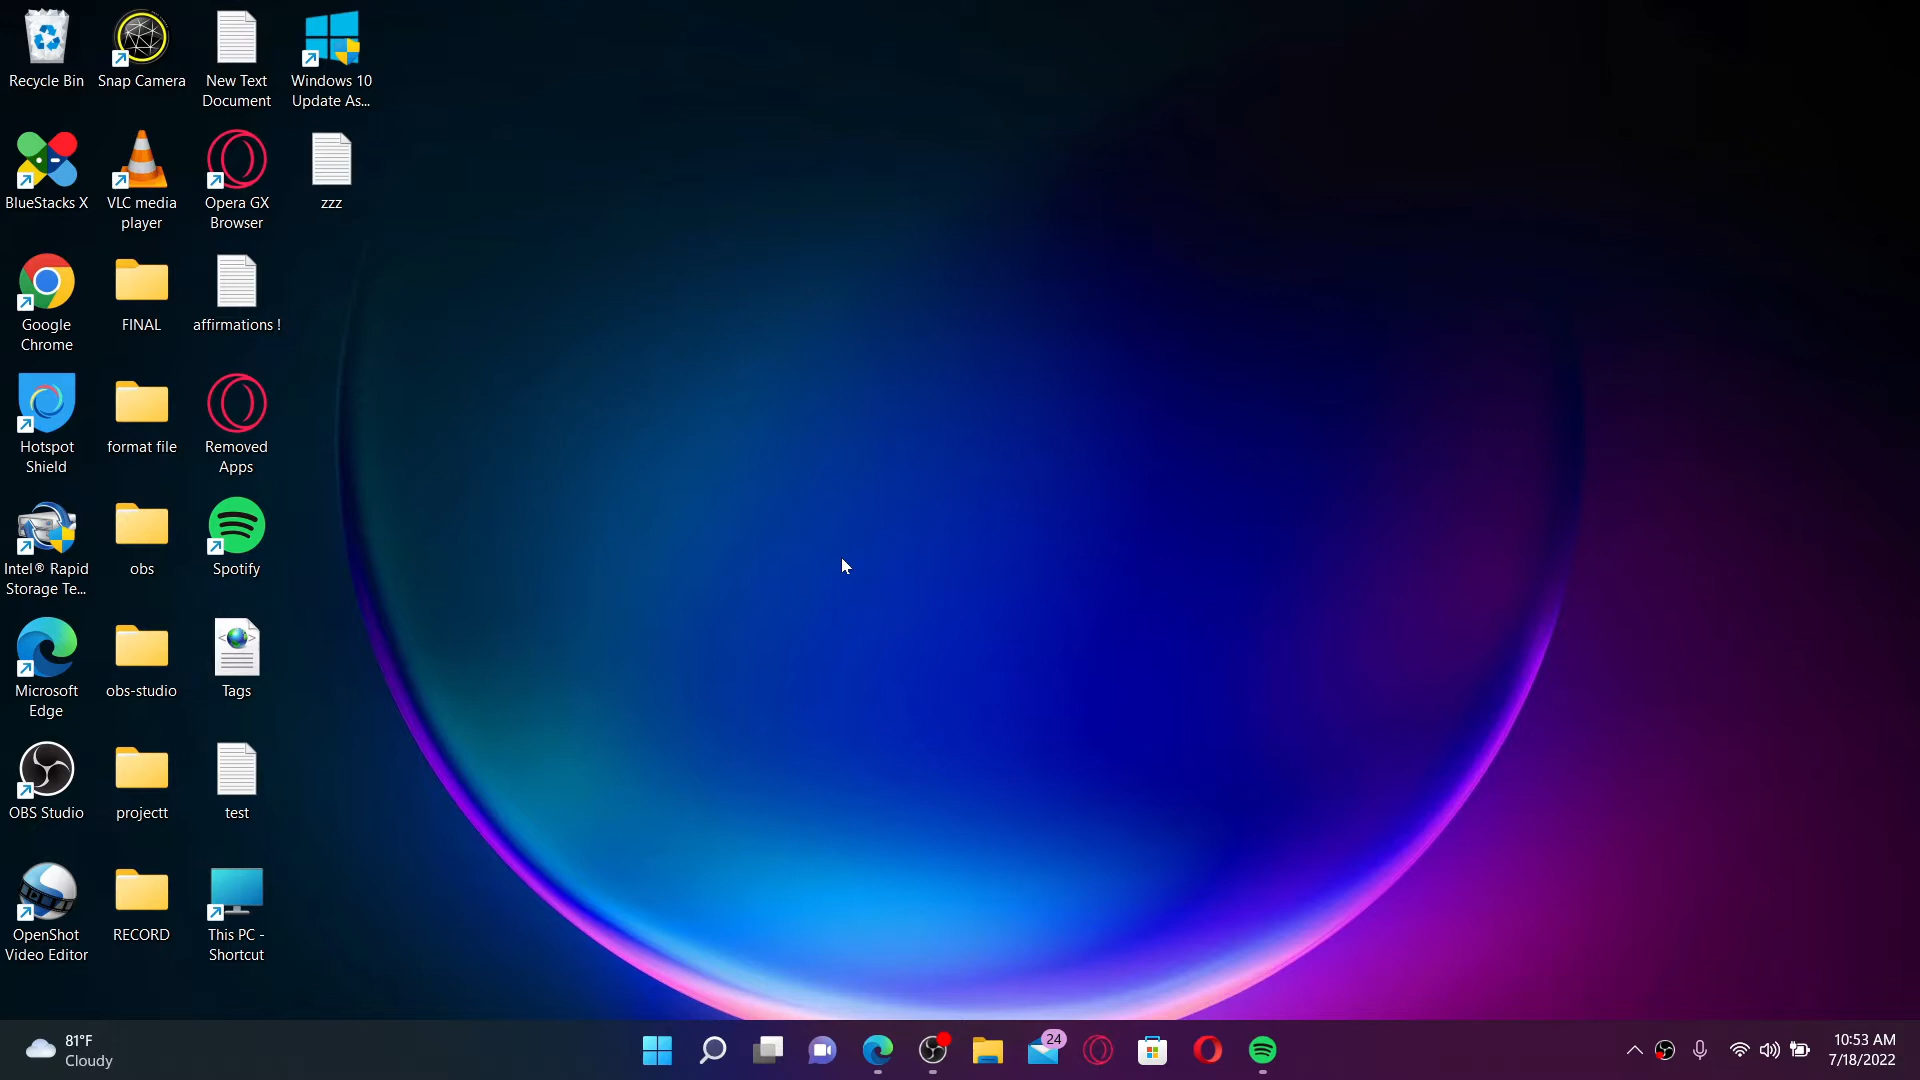 Recycle Bin
Snap Camera
New Text
Document
Windows 10
Update As...
BlueStacks X
VLC media
player
Opera GX
Browser
zzz
Google
Chrome
FINAL
affirmations !
Hotspot
Shield
format file
Removed
Apps
Intel® Rapid
Storage Te...
obs
Spotify
Microsoft
Edge
obs-studio
Tags
OBS Studio
projectt
test
OpenShot
Video Editor
RECORD
This PC -
Shortcut
81°F
Cloudy
24
10:53 AM
7/18/2022